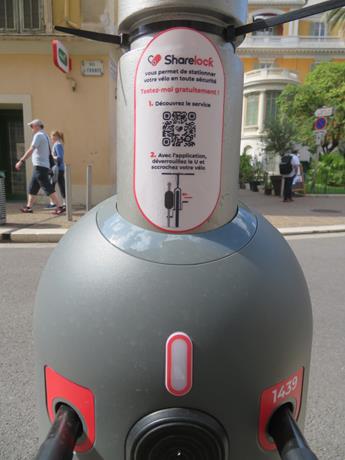 Sharelock
vous permet de stationner
votre vélo en toute sécurité
Testez-moi gratuitement !
1. Découvrez le service
2. Avec l'application,
déverrouillez le U et
accrochez votre vélo
1439